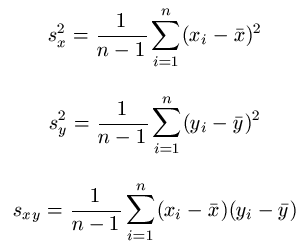 s_x^2 = \frac{1}{n-1} \sum_{i=1}^{n} (x_i - \bar{x})^2
s_y^2 = \frac{1}{n-1} \sum_{i=1}^{n} (y_i - \bar{y})^2
s_{xy} = \frac{1}{n-1} \sum_{i=1}^{n} (x_i - \bar{x})(y_i - \bar{y})